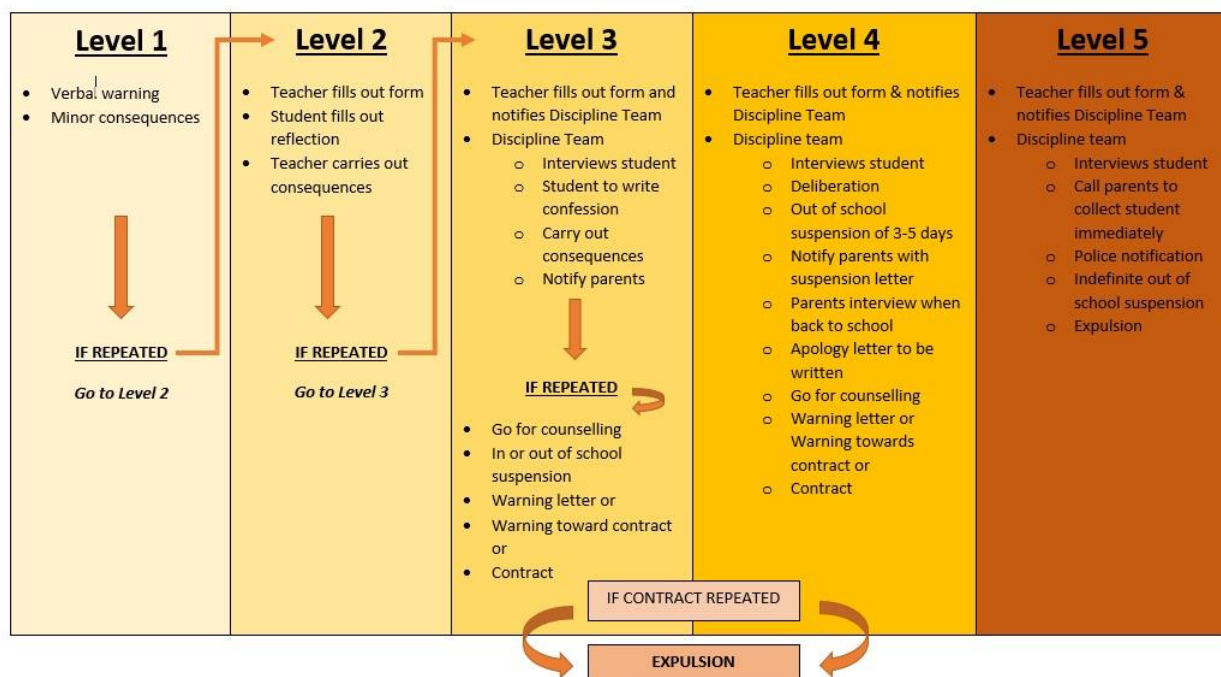 Level 1
Verbal warning
Minor consequences
IF REPEATED
Go to Level 2
Level 2
Teacher fills out form
Student fills out
reflection
Teacher carries out
consequences
IF REPEATED
Go to Level 3
Level 3
Teacher fills out form and
notifies Discipline Team
Discipline Team
Interviews student
Student to write
confession
Carry out
consequences
Notify parents
IF REPEATED
Go for counselling
In or out of school
suspension
Warning letter or
Warning toward contract
or
Contract
Level 4
Teacher fills out form & notifies
Discipline Team
Discipline team
Interviews student
Deliberation
Out of school
suspension of 3-5 days
Notify parents with
suspension letter
Parents interview when
back to school
Apology letter to be
written
Go for counselling
Warning letter or
Warning towards
contract or
Contract
Level 5
Teacher fills out form &
notifies Discipline Team
Discipline team
Interviews student
Call parents to
collect student
immediately
Police notification
Indefinite out of
school suspension
Expulsion
IF CONTRACT REPEATED
EXPULSION